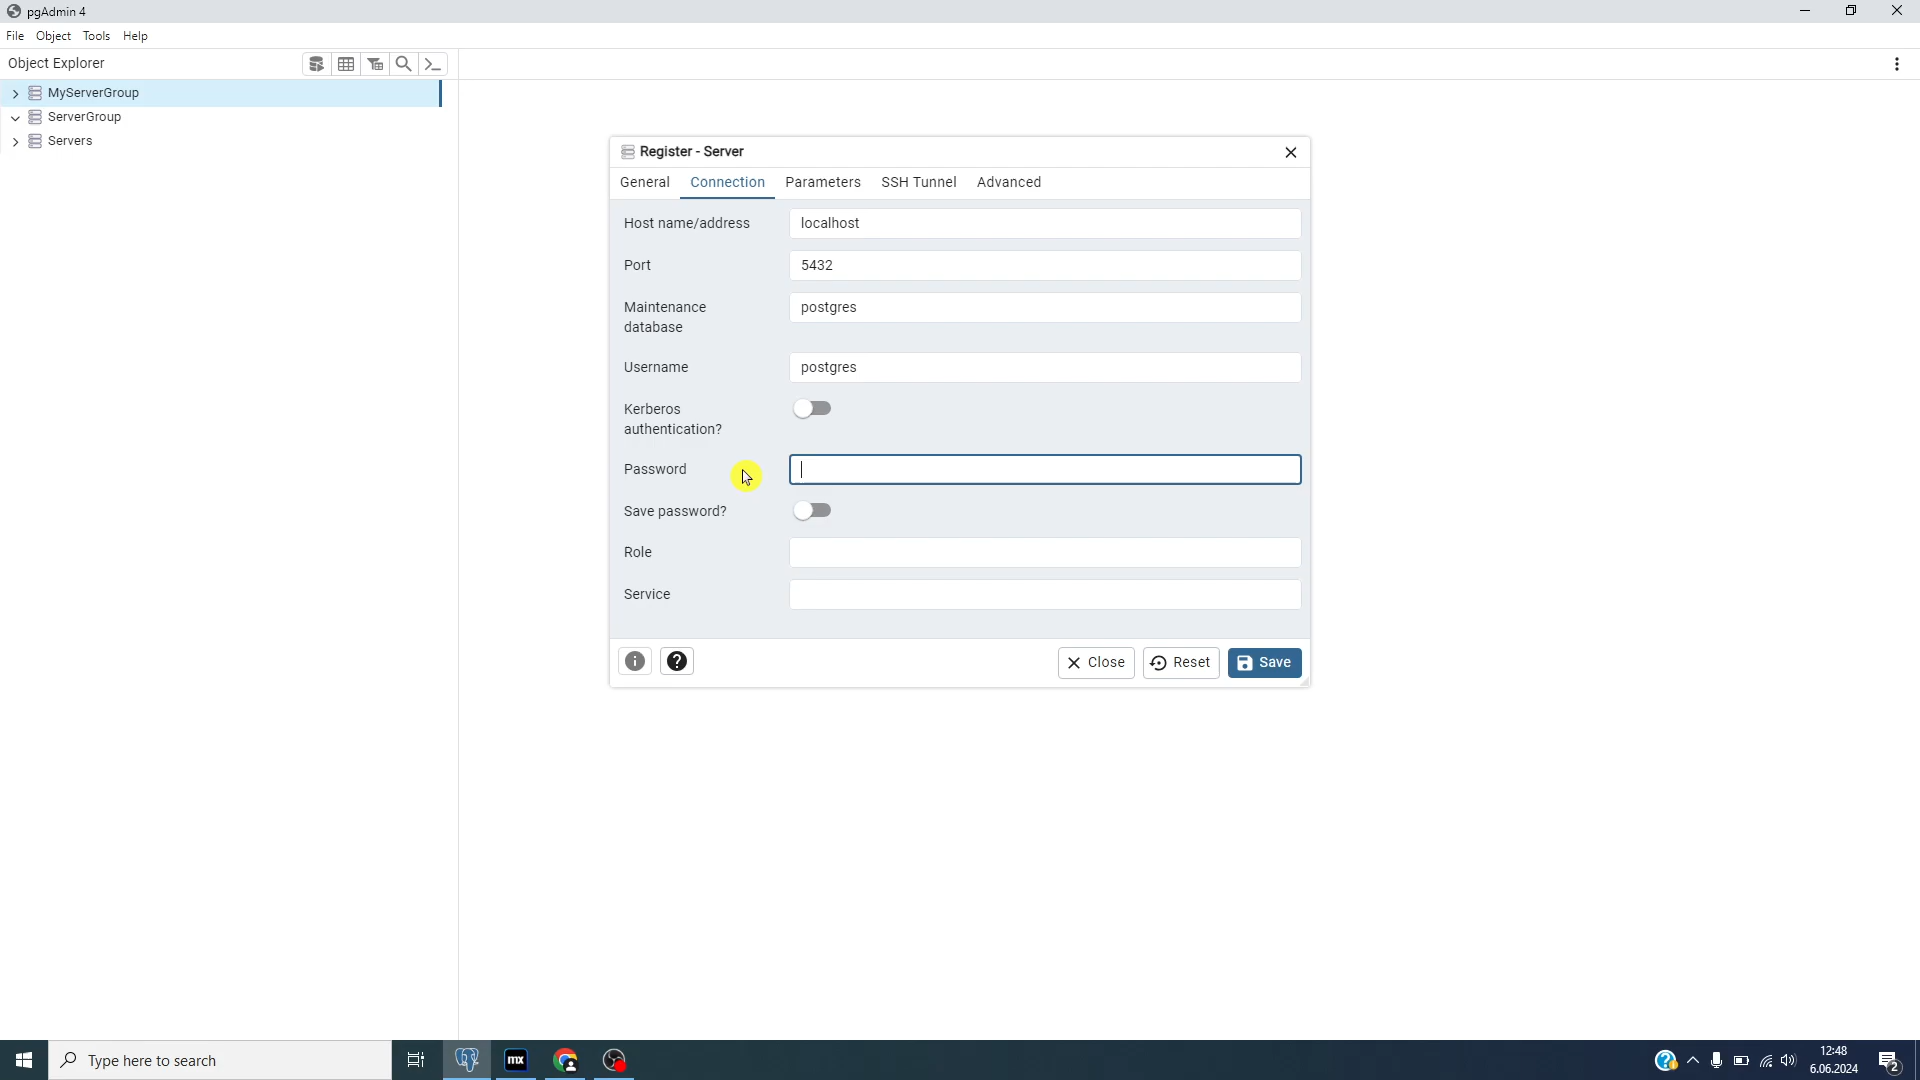 pgAdmin 4
File Object Tools Help
Object Explorer
MyServerGroup
ServerGroup
Servers
Register - Server
General Connection Parameters SSH Tunnel Advanced
Host name/address localhost
Port 5432
Maintenance
database
postgres
Username postgres
Kerberos
authentication?
Password
Save password?
Role
Service
Close Reset Save
Type here to search
mx
12:48
6.06.2024
2